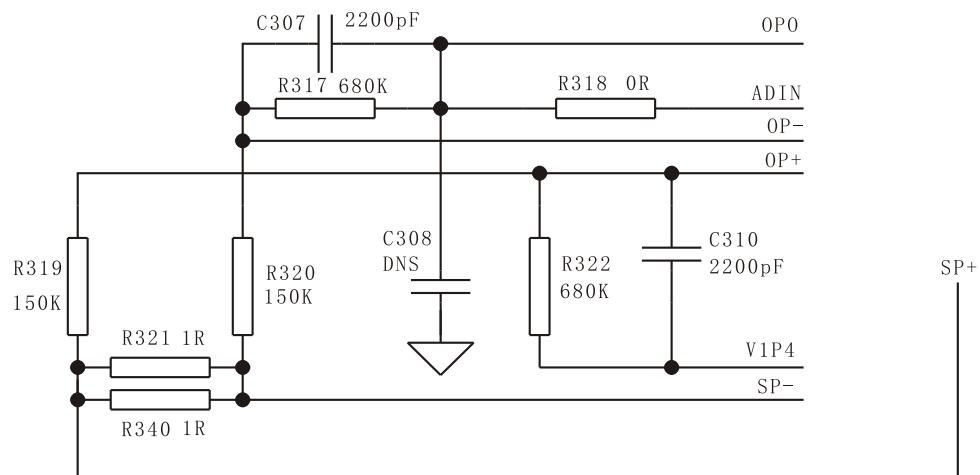 C307 2200pF
OPO
R317 680K
R318 0R
ADIN
OP-
OP+
R319
150K
R320
150K
C308
DNS
R322
680K
C310
2200pF
SP+
R321 1R
V1P4
SP-
R340 1R